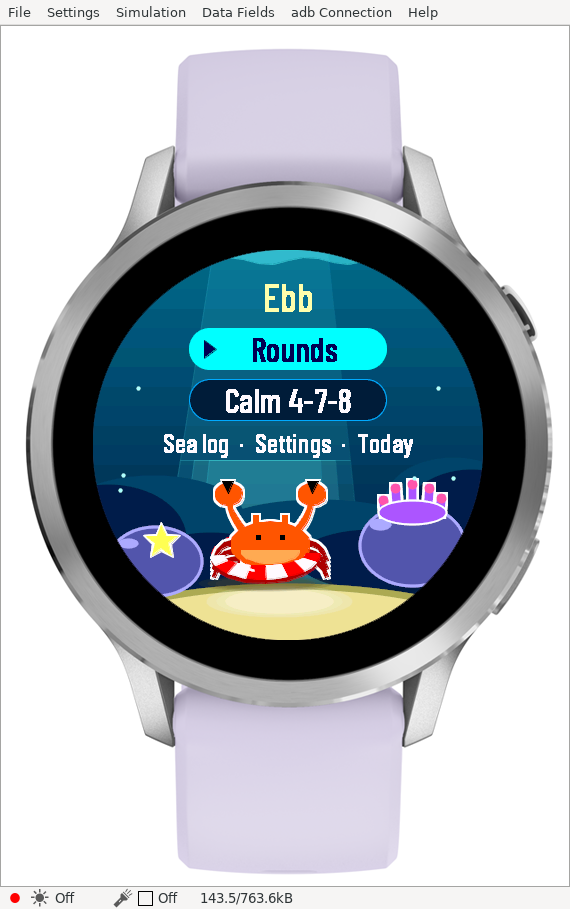 File Settings Simulation Data Fields adb Connection Help
Ebb
Rounds
Calm 4-7-8
Sea log · Settings · Today
Off Off 143.5/763.6kB